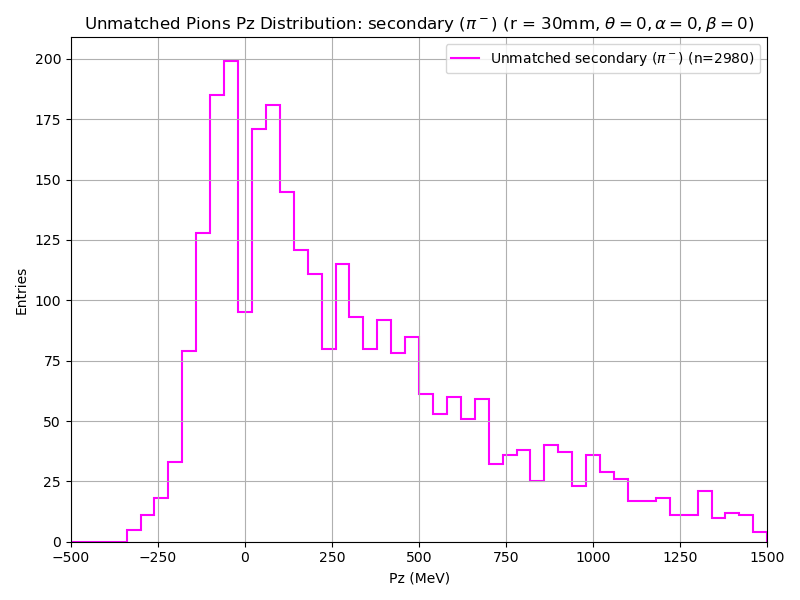 Unmatched Pions Pz Distribution: secondary (π⁻) (r = 30mm, θ = 0, α = 0, β = 0)
Unmatched secondary (π⁻) (n=2980)
200
175
150
125
100
75
50
25
0
Entries
−500 −250 0 250 500 750 1000 1250 1500
Pz (MeV)